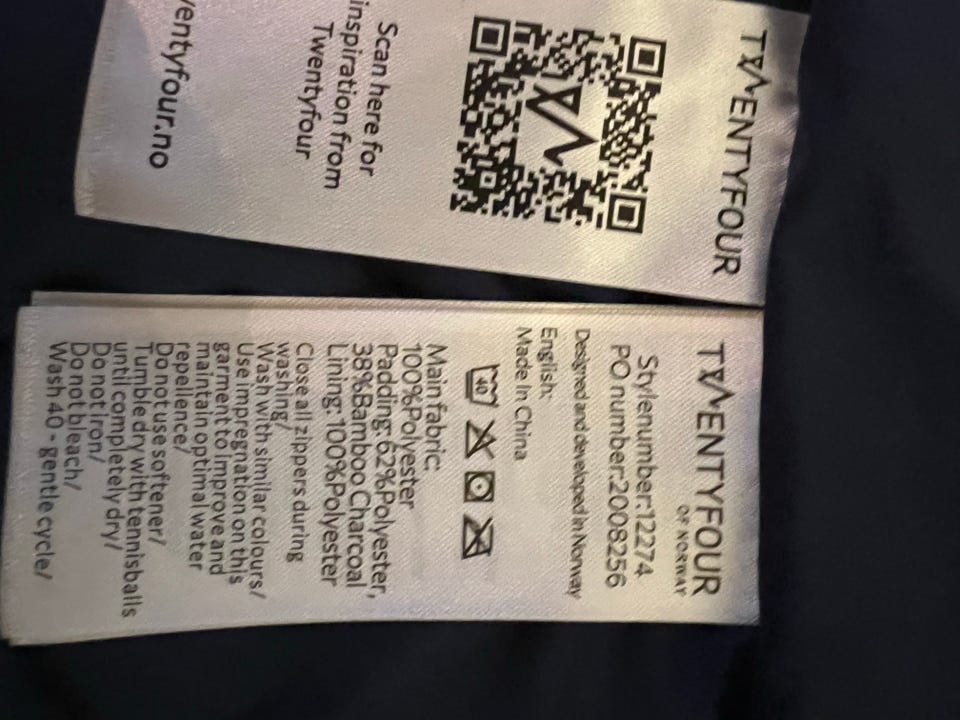 TWENTYFOUR
Scan here for
inspiration from
Twentyfour
ventyfour.no
TWENTYFOUR
OF NORWAY
Stylenumber:12274
PO number:2008256
Designed and developed in Norway
English:
Made In China
40
Main fabric:
100%Polyester
Padding:62%Polyester,
38%Bamboo Charcoal
Lining: 100%Polyester
Close all zippers during
washing/
Wash with similar colours/
Use impregnation on this
garment to improve and
maintain optimal water
repellence/
Do not use softener/
Tumble dry with tennisballs
until completely dry/
Do not iron/
Do not bleach/
Wash 40 - gentle cycle/